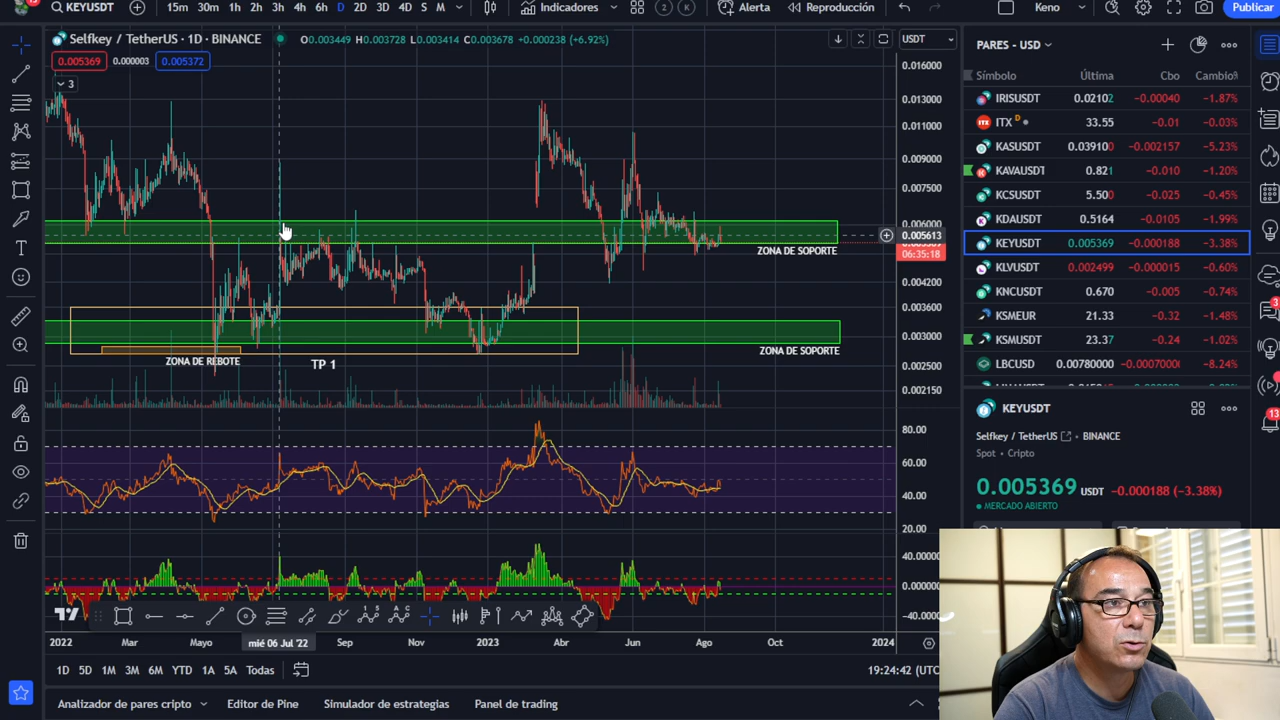 KEYUSDT 15m 30m 1h 2h 3h 4h 6h D 2D 3D 4D S M Indicadores 2 K Alerta Reproducción Keno Publicar
Selfkey / TetherUS · 1D · BINANCE O0.003449 H0.003728 L0.003414 C0.003678 +0.000238 (+6.92%) USDT
0.005369 0.000003 0.005372
3
0.016000
0.013000
0.011000
0.009000
0.007500
0.006000
0.005613
06:35:18
0.004200
0.003600
0.003000
0.002500
0.002150
ZONA DE SOPORTE
ZONA DE SOPORTE
ZONA DE REBOTE
TP 1
80.00
60.00
40.00
20.00
40.0000
0.00000
-40.0000
2022 Mar Mayo mié 06 Jul '22 Sep Nov 2023 Abr Jun Ago Oct 2024
1D 5D 1M 3M 6M YTD 1A 5A Todas 19:24:42 (UTC
Analizador de pares cripto Editor de Pine Simulador de estrategias Panel de trading
PARES - USD
Símbolo Última Cbo Cambio%
IRISUSDT 0.02102 -0.00040 -1.87%
ITX D 33.55 -0.01 -0.03%
KASUSDT 0.039100 -0.002157 -5.23%
KAVAUSDT 0.821 -0.010 -1.20%
KCSUSDT 5.500 -0.025 -0.45%
KDAUSDT 0.5164 -0.0105 -1.99%
KEYUSDT 0.005369 -0.000188 -3.38%
KLVUSDT 0.002499 -0.000015 -0.60%
KNCUSDT 0.670 -0.005 -0.74%
KSMEUR 21.33 -0.32 -1.48%
KSMUSDT 23.37 -0.24 -1.02%
LBCUSD 0.00780000 -0.0007000 -8.24%
KEYUSDT
Selfkey / TetherUS · BINANCE
Spot · Cripto
0.005369 USDT -0.000188 (-3.38%)
MERCADO ABIERTO
3
13